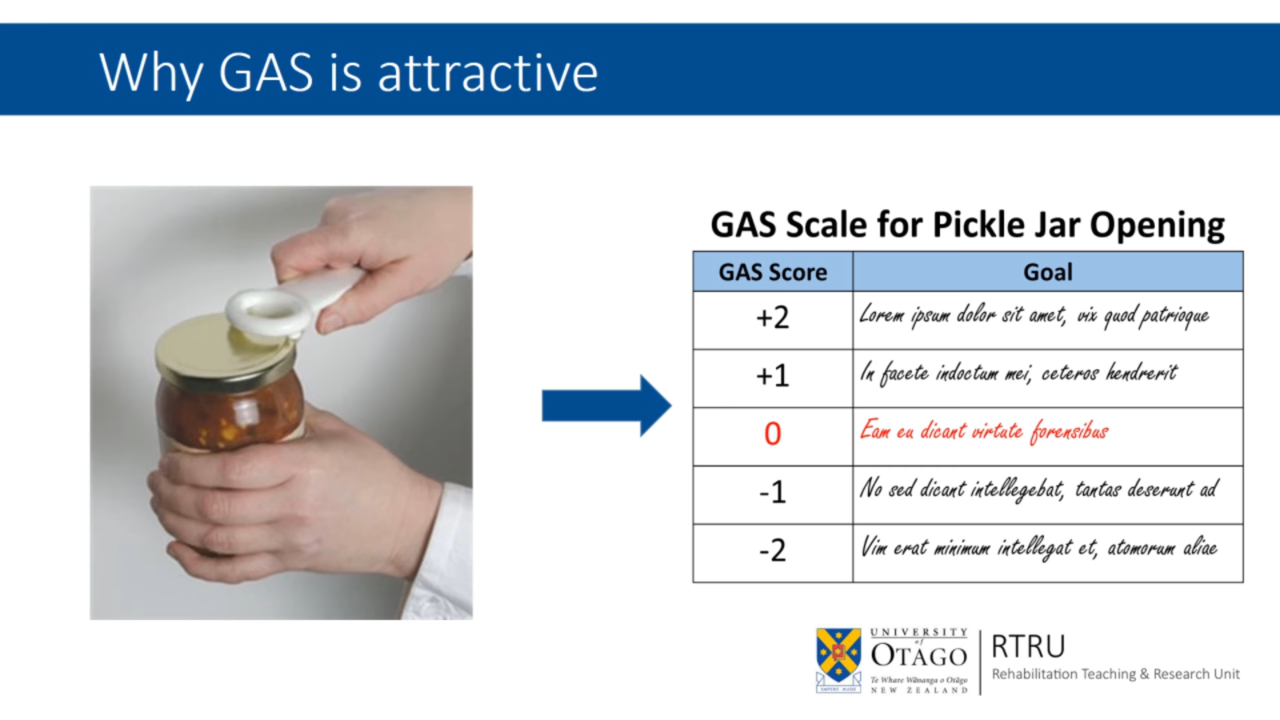 Why GAS is attractive
GAS Scale for Pickle Jar Opening
GAS Score Goal
+2 Lorem ipsum dolor sit amet, vix quod patrioque
+1 In facete indoctum mei, ceteros hendrerit
0 Eam eu dicant virtute forensibus
-1 No sed dicant intellegebat, tantas deserunt ad
-2 Vim erat minimum intellegat et, atomorum aliae
UNIVERSITY
of
OTAGO
Te Whare Wānanga o Otāgo
NEW ZEALAND
SAPERE AUDE
RTRU
Rehabilitation Teaching & Research Unit